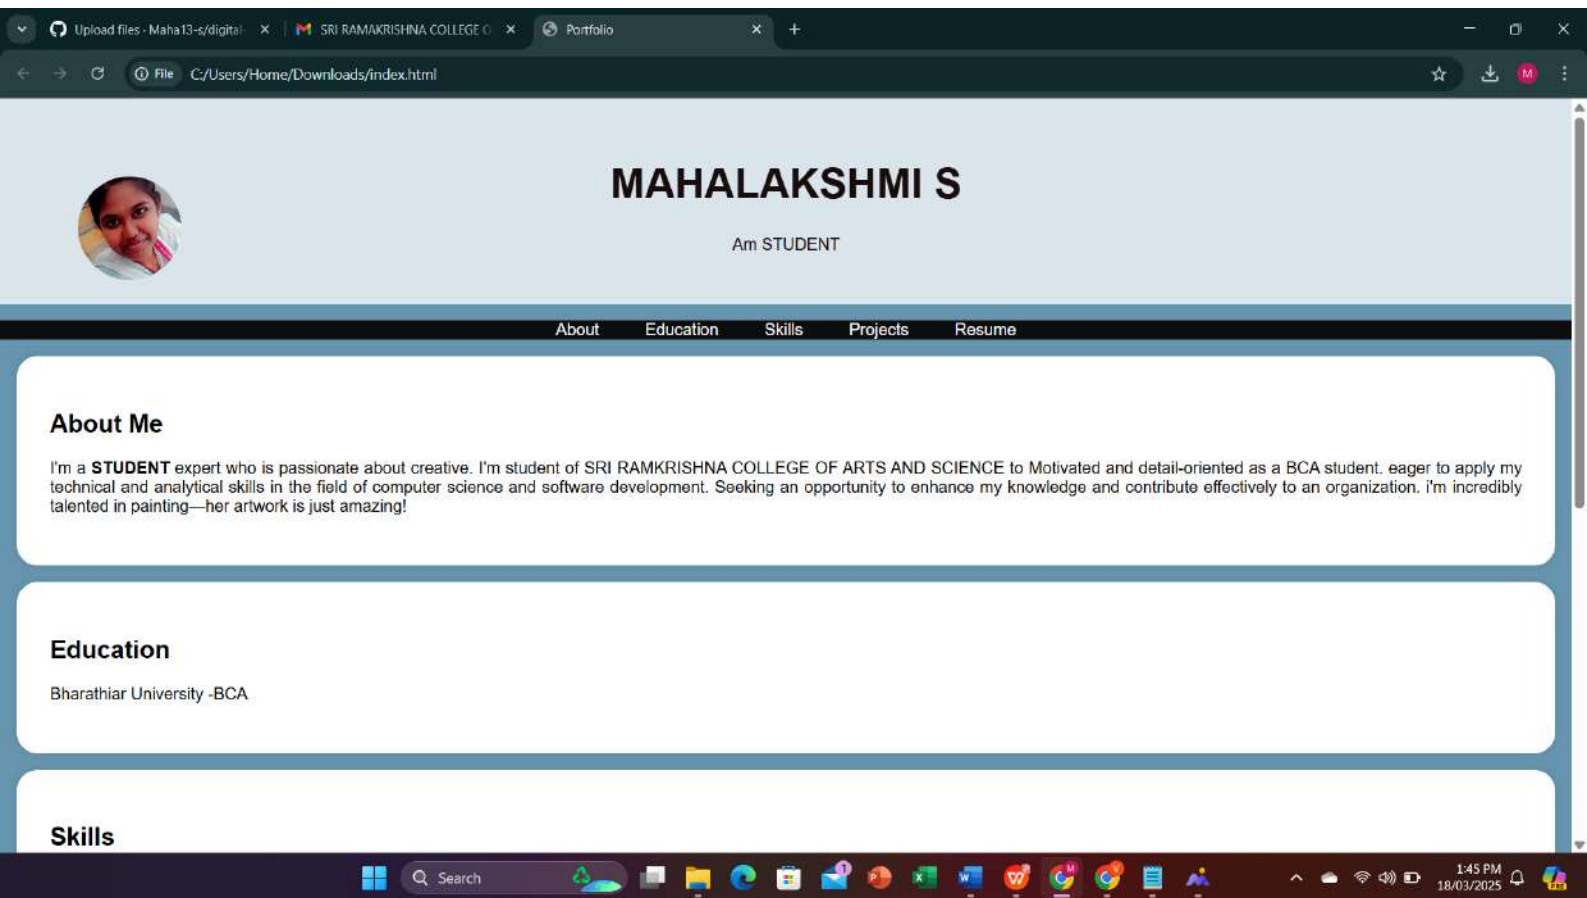 Upload files · Maha13-s/digital-
SRI RAMAKRISHNA COLLEGE O
Portfolio
File C:/Users/Home/Downloads/index.html
M
MAHALAKSHMI S
Am STUDENT
About Education Skills Projects Resume
About Me
I'm a STUDENT expert who is passionate about creative. I'm student of SRI RAMKRISHNA COLLEGE OF ARTS AND SCIENCE to Motivated and detail-oriented as a BCA student. eager to apply my
technical and analytical skills in the field of computer science and software development. Seeking an opportunity to enhance my knowledge and contribute effectively to an organization. i'm incredibly
talented in painting—her artwork is just amazing!
Education
Bharathiar University -BCA
Skills
Search
1:45 PM
18/03/2025